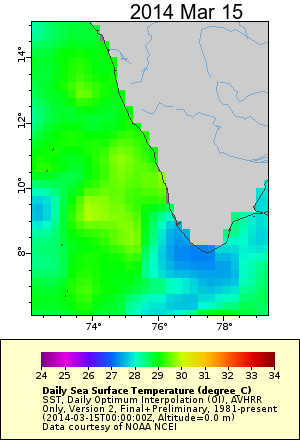 2014 Mar 15
14°
12°
10°
8°
74° 76° 78°
24 25 26 27 28 29 30 31 32 33 34
Daily Sea Surface Temperature (degree_C)
SST, Daily Optimum Interpolation (OI), AVHRR
Only, Version 2, Final+Preliminary, 1981-present
(2014-03-15T00:00:00Z, Altitude=0.0 m)
Data courtesy of NOAA NCEI